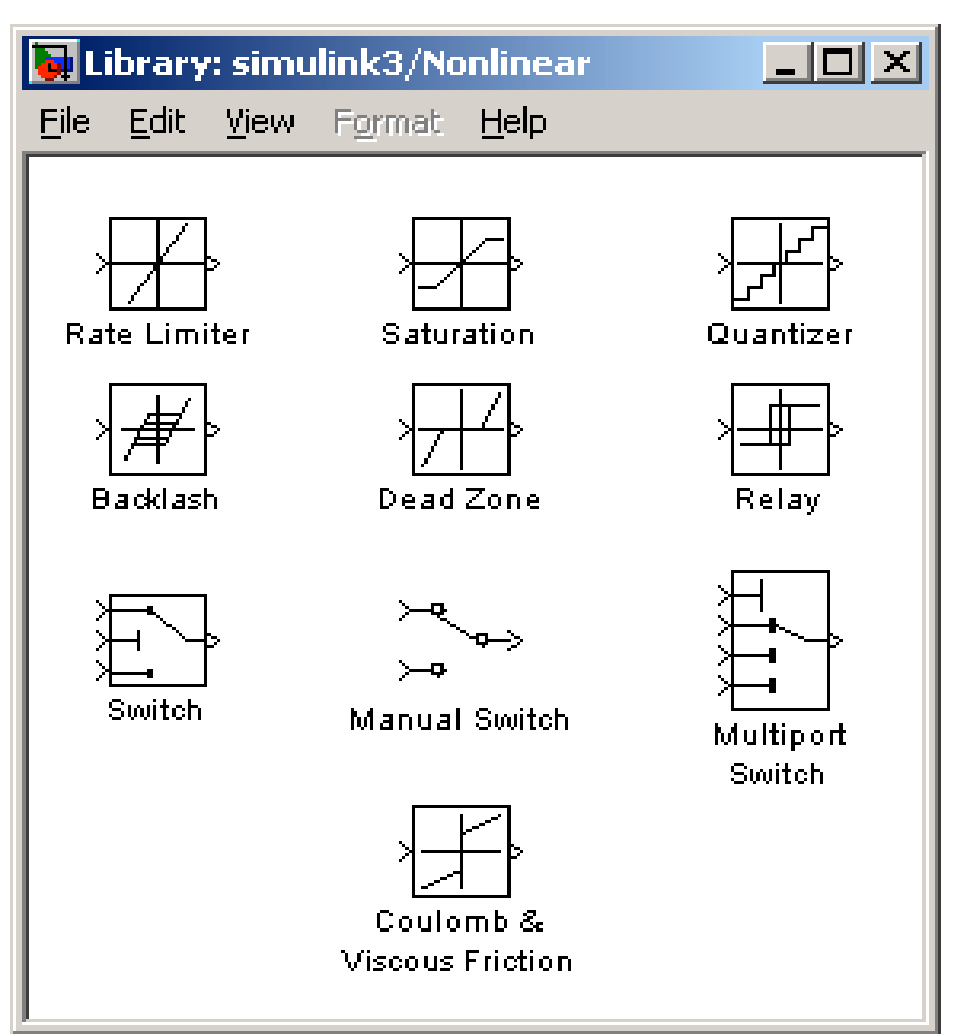 Library: simulink3/Nonlinear
File Edit View Format Help
Rate Limiter Saturation Quantizer
Backlash Dead Zone Relay
Switch Manual Switch Multiport
Switch
Coulomb &
Viscous Friction